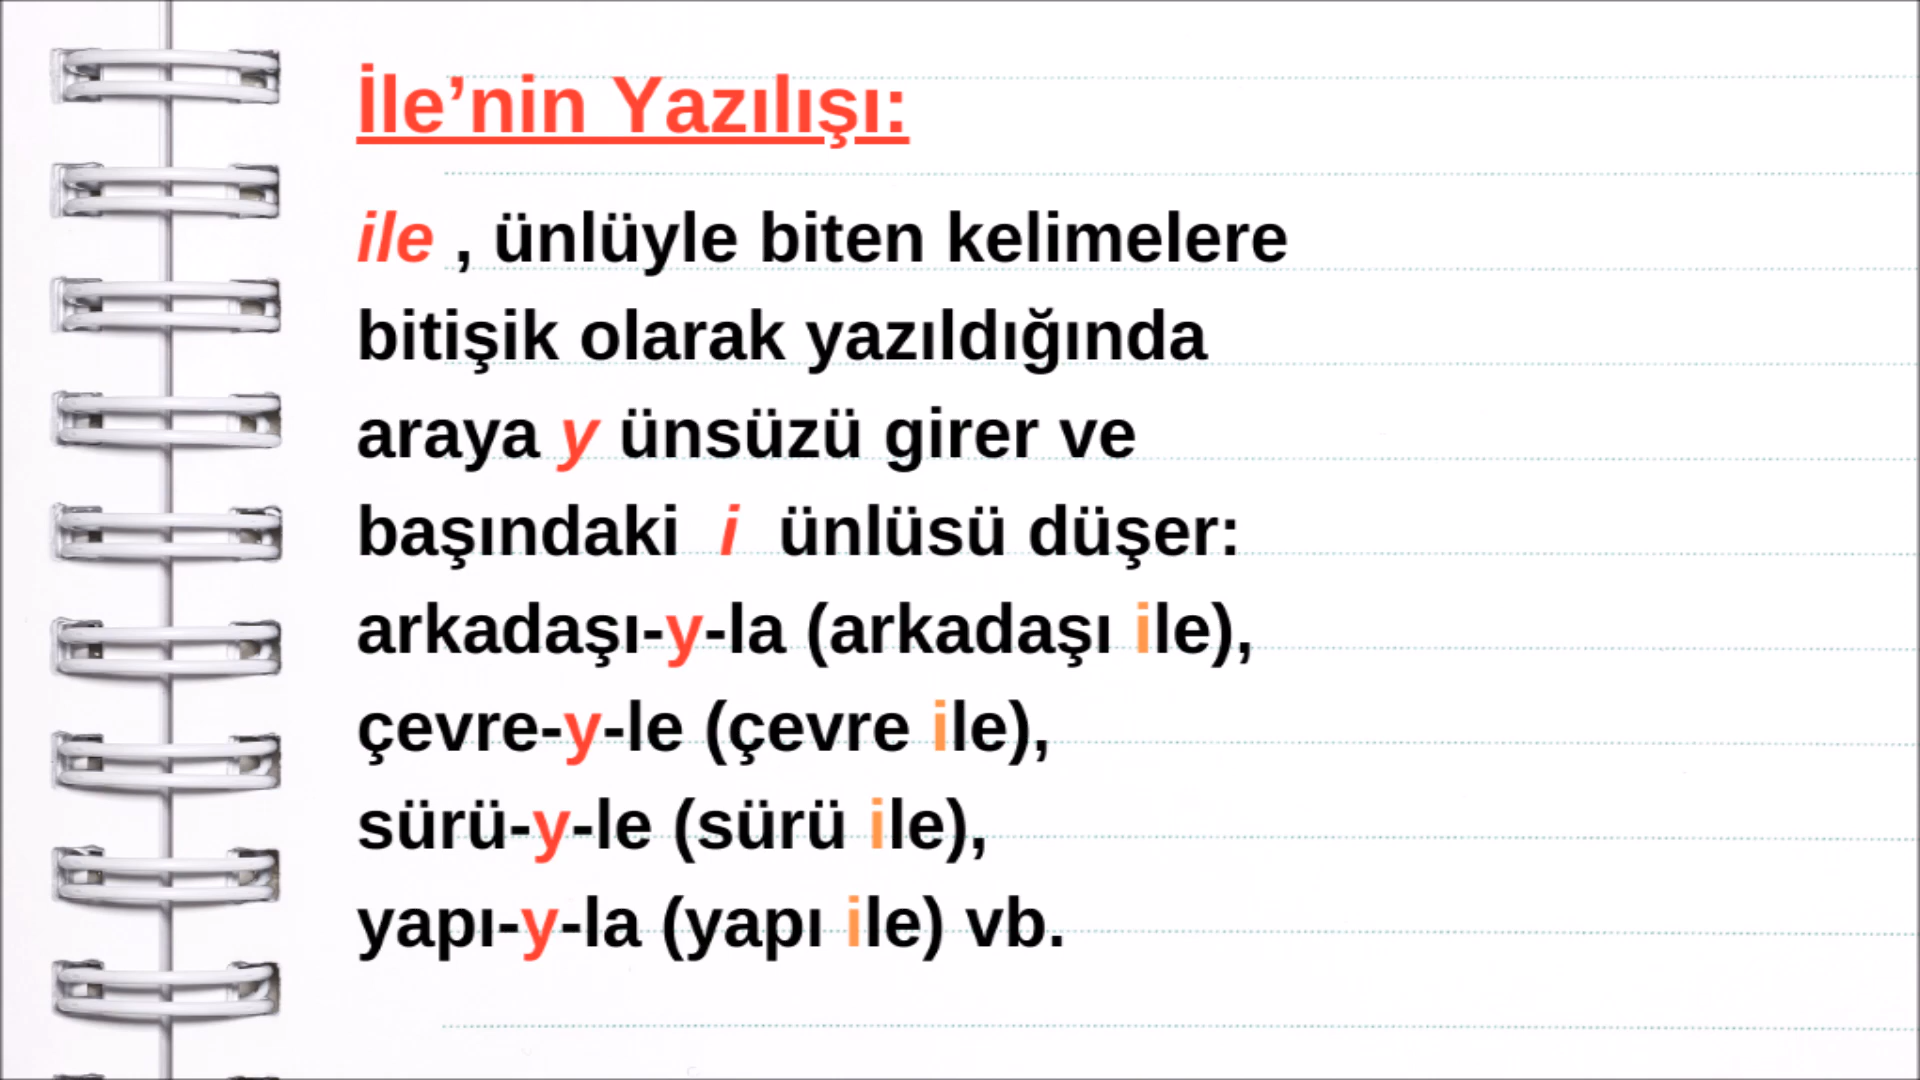 İle’nin Yazılışı:
ile , ünlüyle biten kelimelere
bitişik olarak yazıldığında
araya y ünsüzü girer ve
başındaki i ünlüsü düşer:
arkadaşı-y-la (arkadaşı ile),
çevre-y-le (çevre ile),
sürü-y-le (sürü ile),
yapı-y-la (yapı ile) vb.